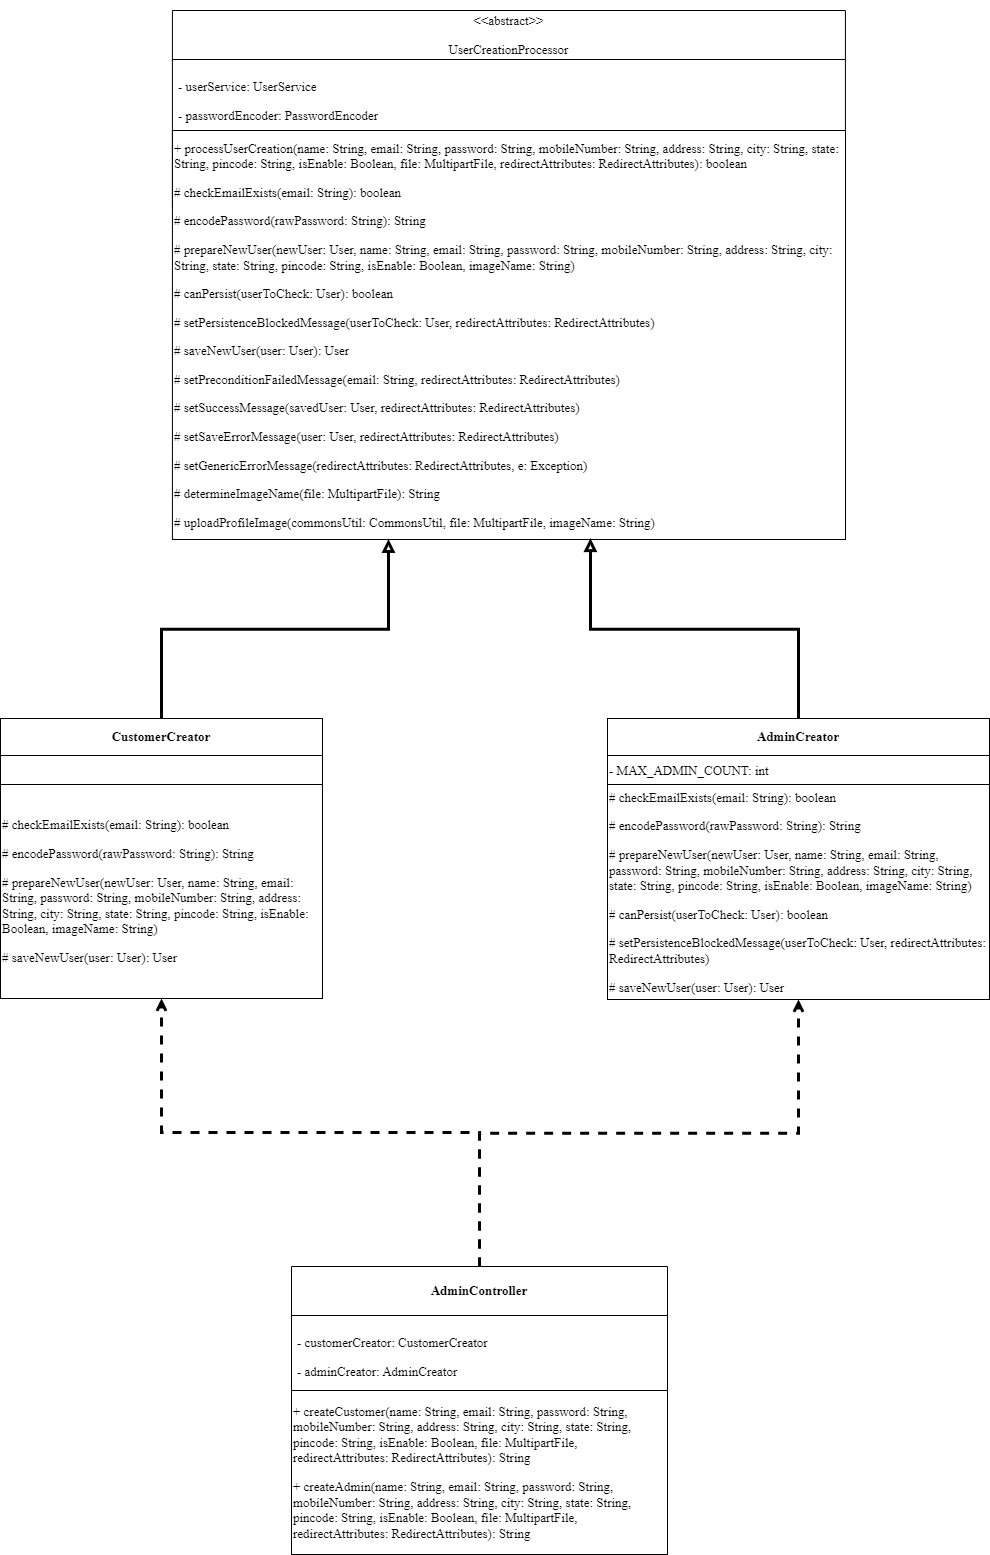 <<abstract>>
UserCreationProcessor
- userService: UserService
- passwordEncoder: PasswordEncoder
+ processUserCreation(name: String, email: String, password: String, mobileNumber: String, address: String, city: String, state:
String, pincode: String, isEnable: Boolean, file: MultipartFile, redirectAttributes: RedirectAttributes): boolean
# checkEmailExists(email: String): boolean
# encodePassword(rawPassword: String): String
# prepareNewUser(newUser: User, name: String, email: String, password: String, mobileNumber: String, address: String, city:
String, state: String, pincode: String, isEnable: Boolean, imageName: String)
# canPersist(userToCheck: User): boolean
# setPersistenceBlockedMessage(userToCheck: User, redirectAttributes: RedirectAttributes)
# saveNewUser(user: User): User
# setPreconditionFailedMessage(email: String, redirectAttributes: RedirectAttributes)
# setSuccessMessage(savedUser: User, redirectAttributes: RedirectAttributes)
# setSaveErrorMessage(user: User, redirectAttributes: RedirectAttributes)
# setGenericErrorMessage(redirectAttributes: RedirectAttributes, e: Exception)
# determineImageName(file: MultipartFile): String
# uploadProfileImage(commonsUtil: CommonsUtil, file: MultipartFile, imageName: String)
CustomerCreator
# checkEmailExists(email: String): boolean
# encodePassword(rawPassword: String): String
# prepareNewUser(newUser: User, name: String, email:
String, password: String, mobileNumber: String, address:
String, city: String, state: String, pincode: String, isEnable:
Boolean, imageName: String)
# saveNewUser(user: User): User
AdminCreator
- MAX_ADMIN_COUNT: int
# checkEmailExists(email: String): boolean
# encodePassword(rawPassword: String): String
# prepareNewUser(newUser: User, name: String, email: String,
password: String, mobileNumber: String, address: String, city: String,
state: String, pincode: String, isEnable: Boolean, imageName: String)
# canPersist(userToCheck: User): boolean
# setPersistenceBlockedMessage(userToCheck: User, redirectAttributes:
RedirectAttributes)
# saveNewUser(user: User): User
AdminController
- customerCreator: CustomerCreator
- adminCreator: AdminCreator
+ createCustomer(name: String, email: String, password: String,
mobileNumber: String, address: String, city: String, state: String,
pincode: String, isEnable: Boolean, file: MultipartFile,
redirectAttributes: RedirectAttributes): String
+ createAdmin(name: String, email: String, password: String,
mobileNumber: String, address: String, city: String, state: String,
pincode: String, isEnable: Boolean, file: MultipartFile,
redirectAttributes: RedirectAttributes): String